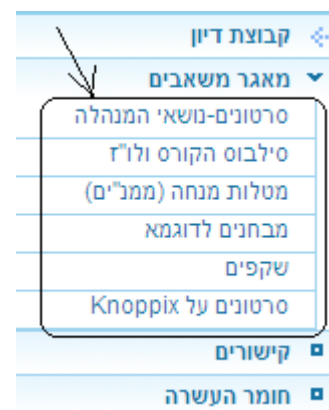 קבוצת דיון
מאגר משאבים
סרטונים-נושאי המנהלה
סילבוס הקורס ולו"ז
מטלות מנחה (ממנ"ים)
מבחנים לדוגמא
שקפים
סרטונים על Knoppix
קישורים
חומר העשרה